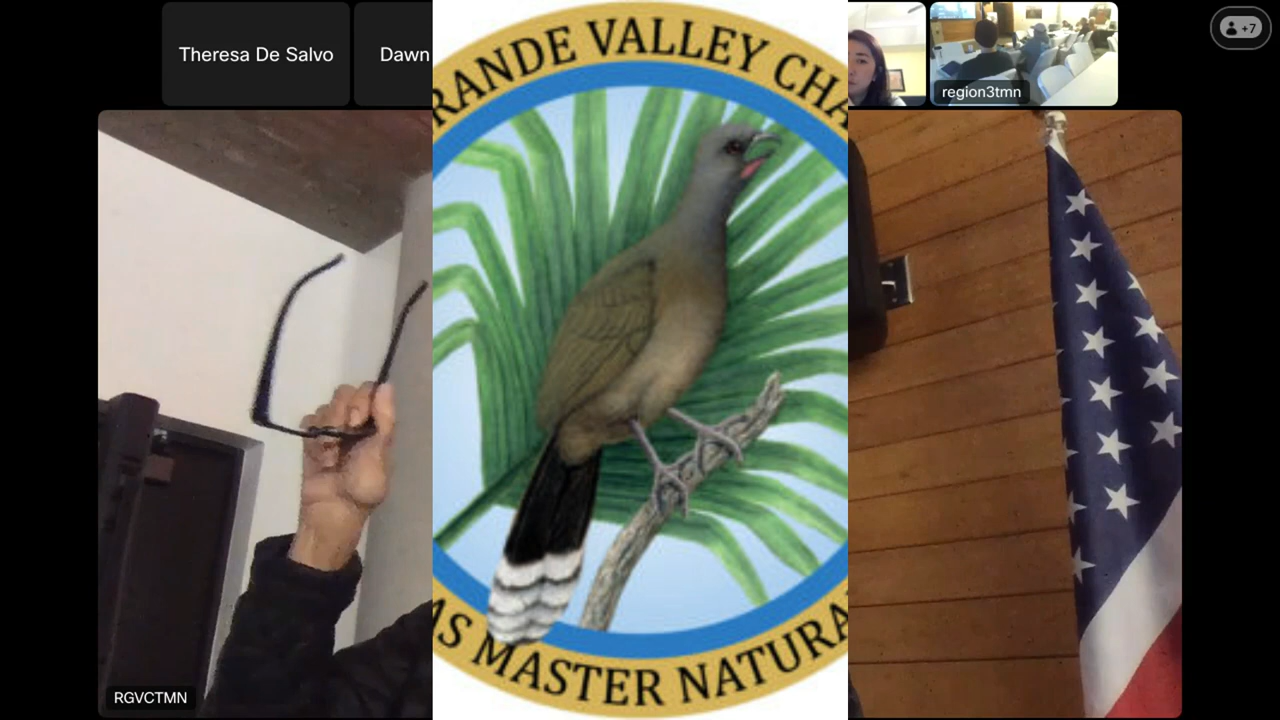 Theresa De Salvo
Dawn
+7
region3tmn
RANDE VALLEY CHA
RGVCTMN
AS MASTER NATURA